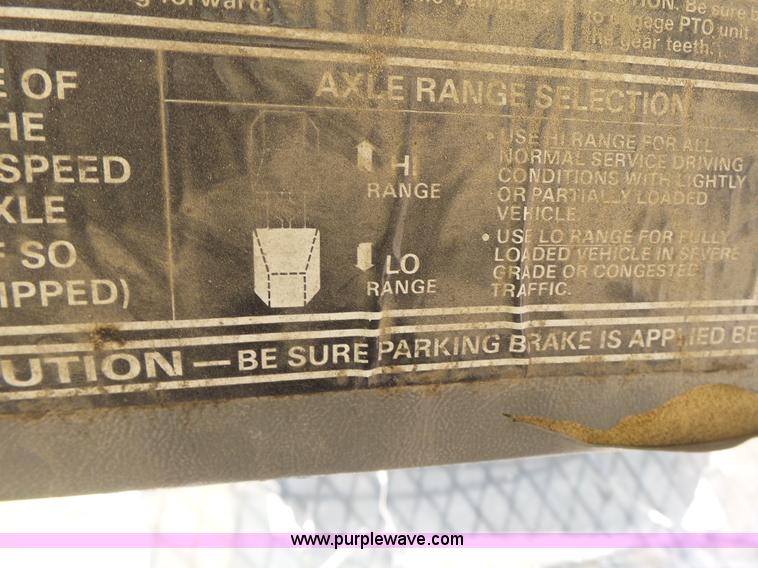 forward.
TION. Be sure
to engage PTO unit.
the gear teeth.
E OF
HE
SPEED
XLE
F SO
IPPED)
AXLE RANGE SELECTION
HI
RANGE
LO
RANGE
• USE HI RANGE FOR ALL
NORMAL SERVICE DRIVING
CONDITIONS WITH LIGHTLY
OR PARTIALLY LOADED
VEHICLE.
• USE LO RANGE FOR FULLY
LOADED VEHICLE IN SEVERE
GRADE OR CONGESTED
TRAFFIC.
UTION—BE SURE PARKING BRAKE IS APPLIED BE
www.purplewave.com